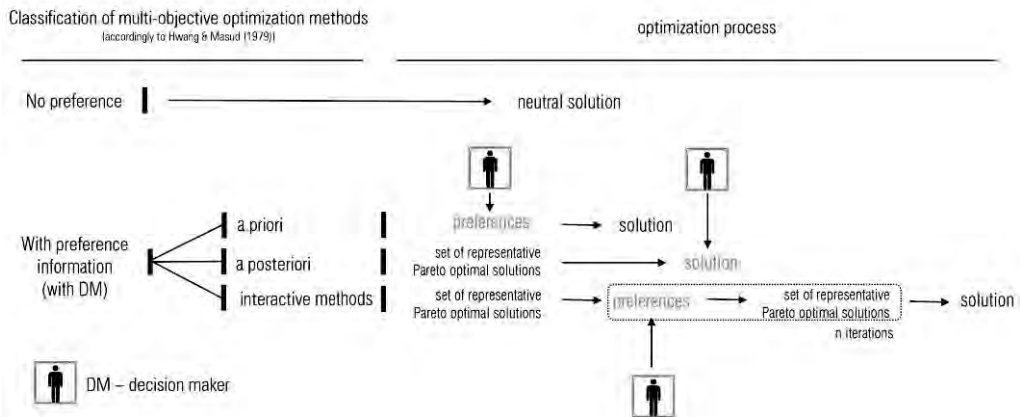 Classification of multi-objective optimization methods
(accordingly to Hwang & Masud (1979))
optimization process
No preference
neutral solution
With preference
information
(with DM)
a priori
preferences
solution
a posteriori
set of representative
Pareto optimal solutions
solution
interactive methods
set of representative
Pareto optimal solutions
preferences
set of representative
Pareto optimal solutions
solution
n iterations
DM – decision maker